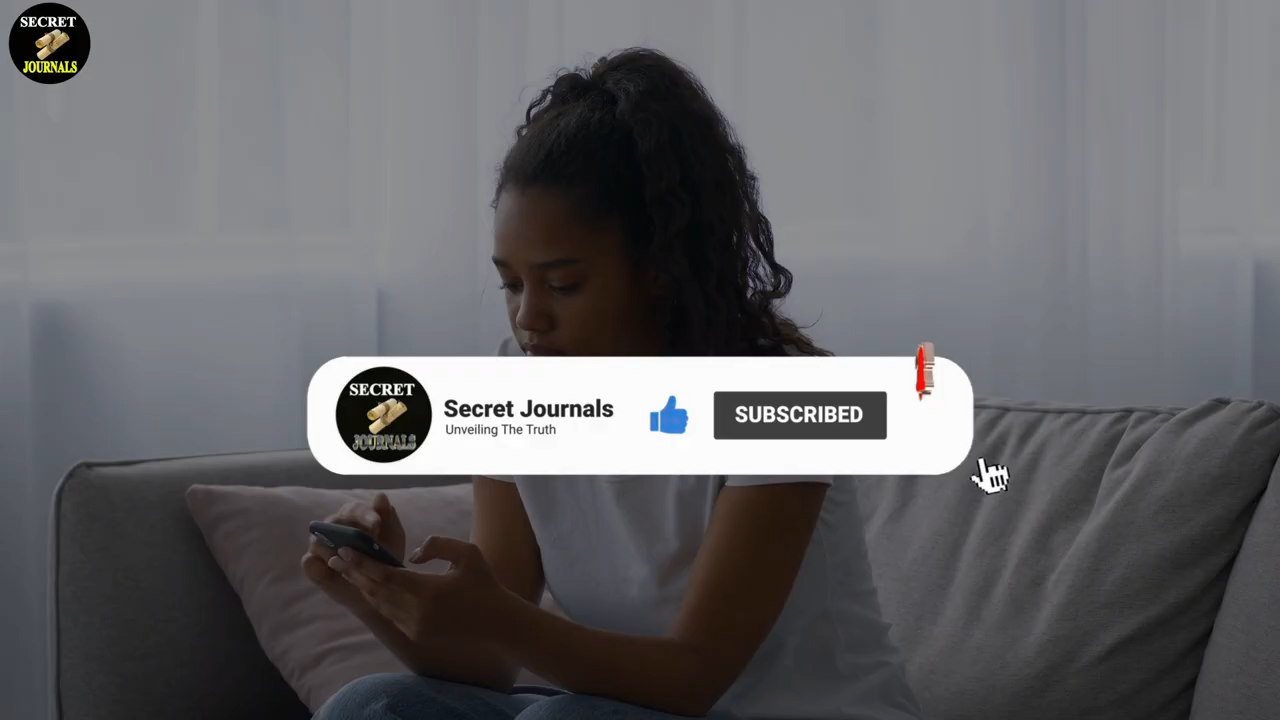 SECRET
JOURNALS
SECRET
JOURNALS
Secret Journals
Unveiling The Truth
SUBSCRIBED